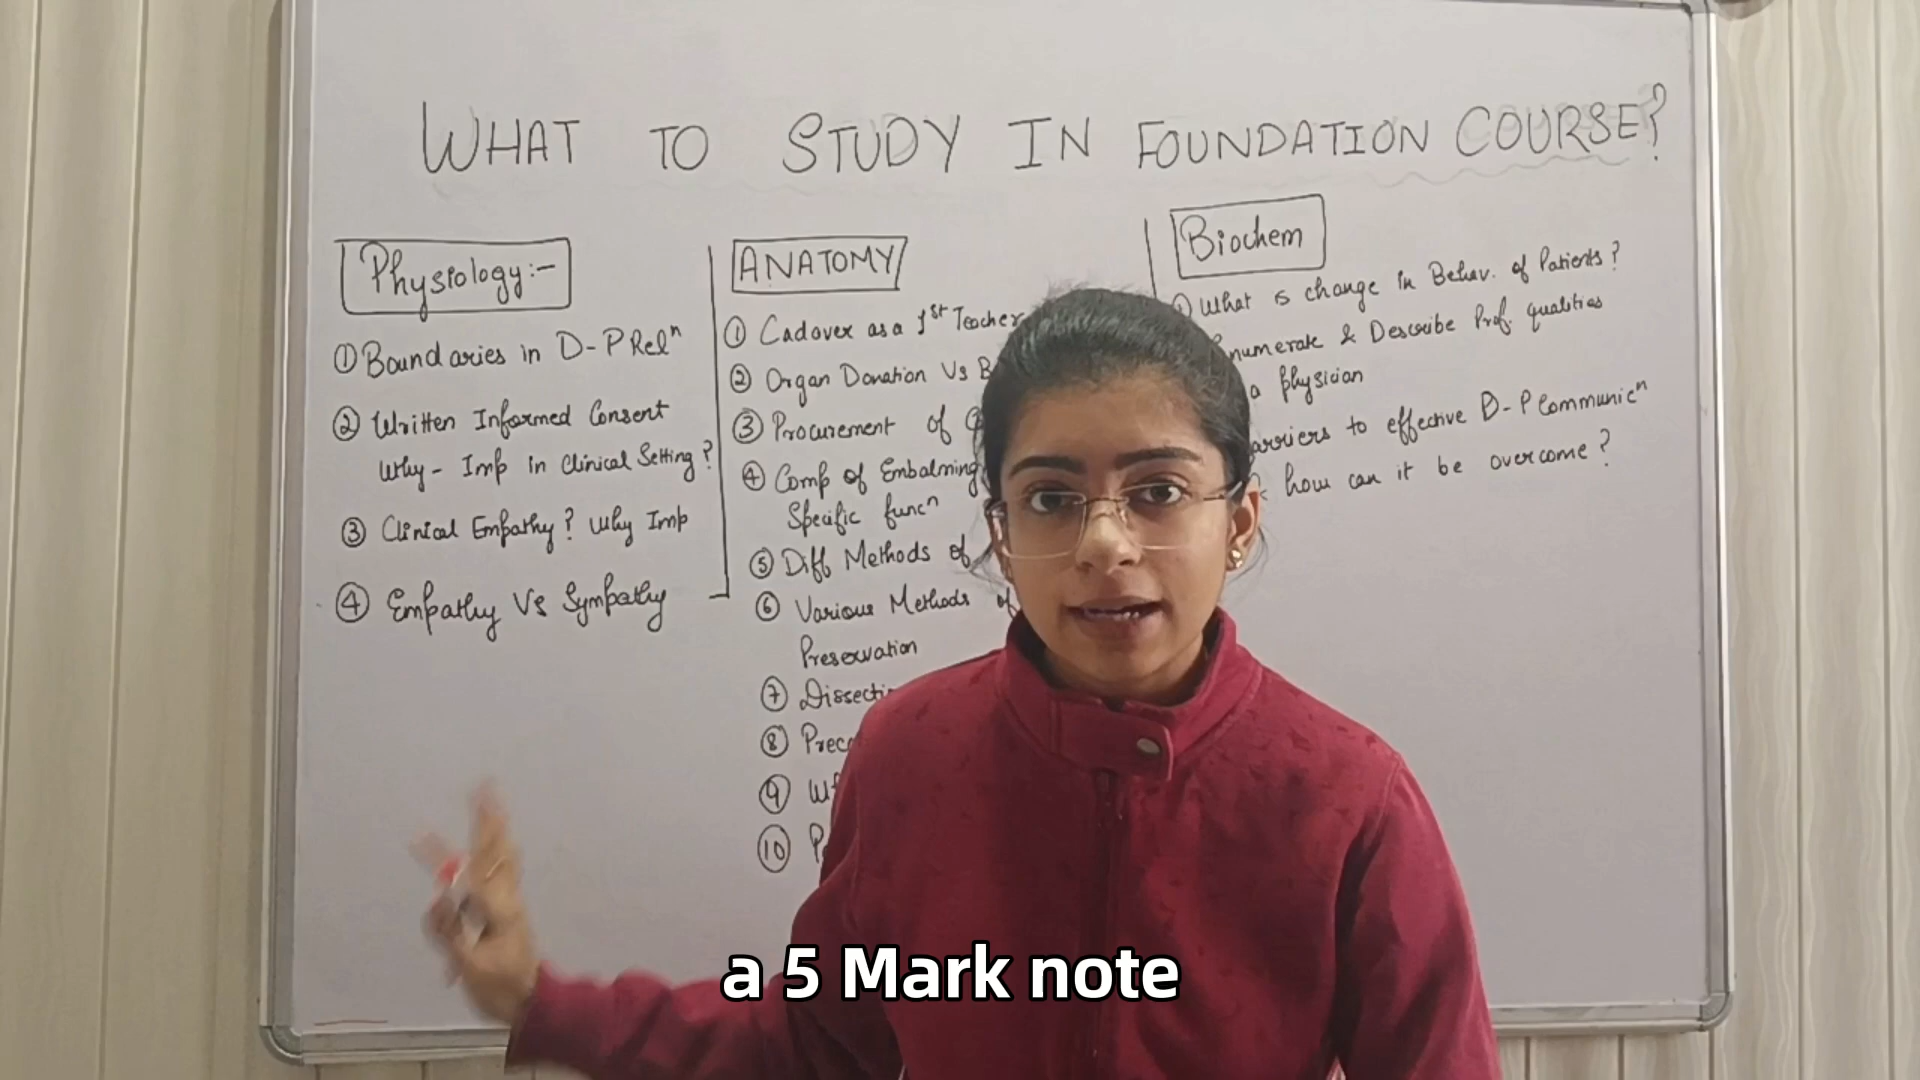 WHAT TO STUDY IN FOUNDATION COURSE?
Physiology:-
① Boundaries in D-P Relⁿ
② Written Informed Consent
Why - Imp in Clinical Setting?
③ Clinical Empathy? Why Imp
④ Empathy Vs Sympathy
ANATOMY
① Cadaver as a 1st Teacher
② Organ Donation Vs
③ Procurement of
④ Comp of Embalming
Specific funcⁿ
⑤ Diff Methods of
⑥ Various Methods of
Preservation
⑦
⑧
⑨
⑩
Biochem
① What is change in Behav. of Patients?
& Describe Prof. qualities
a physician
to effective D-P Communicⁿ
how can it be overcome?
a 5 Mark note